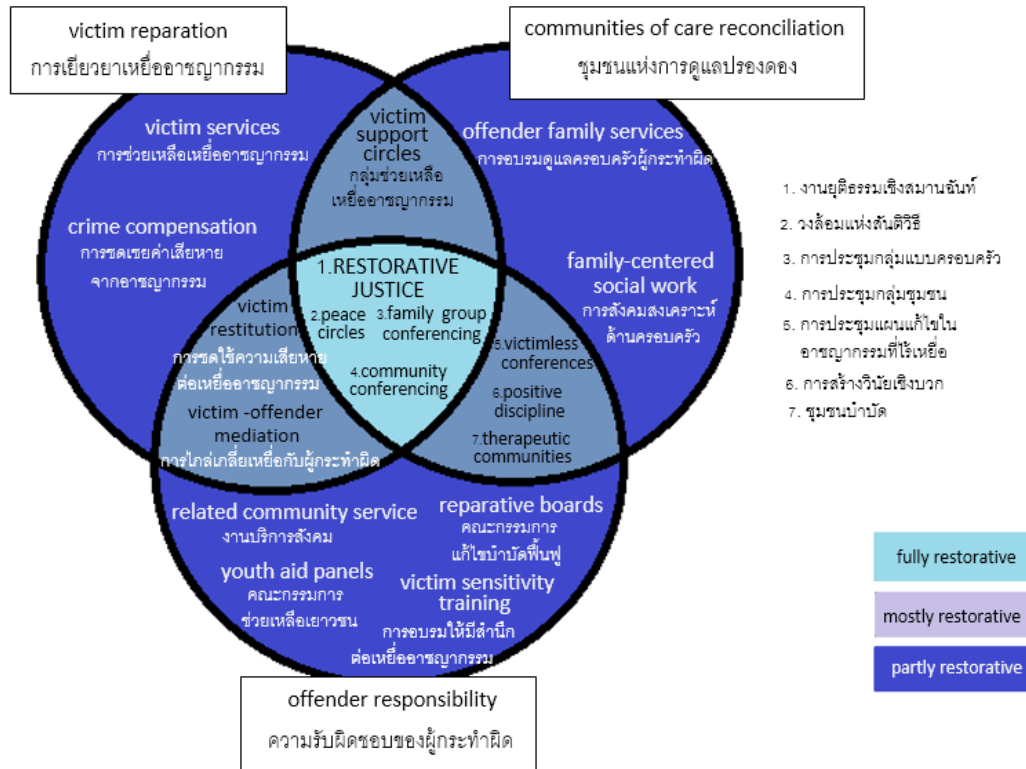 victim reparation
การเยียวยาเหยื่ออาชญากรรม
communities of care reconciliation
ชุมชนแห่งการดูแลปรองดอง
victim services
การช่วยเหลือเหยื่ออาชญากรรม
crime compensation
การชดเชยค่าเสียหาย
จากอาชญากรรม
victim
support
circles
กลุ่มช่วยเหลือ
เหยื่ออาชญากรรม
offender family services
การอบรมดูแลครอบครัวผู้กระทำผิด
family-centered
social work
การสังคมสงเคราะห์
ด้านครอบครัว
1.RESTORATIVE
JUSTICE
2.peace
circles
3.family group
conferencing
4.community
conferencing
victim
restitution
การชดใช้ความเสียหาย
ต่อเหยื่ออาชญากรรม
victim -offender
mediation
การไกล่เกลี่ยเหยื่อกับผู้กระทำผิด
5.victimless
conferences
6.positive
discipline
7.therapeutic
communities
related community service
งานบริการสังคม
youth aid panels
คณะกรรมการ
ช่วยเหลือเยาวชน
reparative boards
คณะกรรมการ
แก้ไขบำบัดฟื้นฟู
victim sensitivity
training
การอบรมให้มีสำนึก
ต่อเหยื่ออาชญากรรม
offender responsibility
ความรับผิดชอบของผู้กระทำผิด
1. งานยุติธรรมเชิงสมานฉันท์
2. วงล้อมแห่งสันติวิธี
3. การประชุมกลุ่มแบบครอบครัว
4. การประชุมกลุ่มชุมชน
5. การประชุมแผนแก้ไขใน
อาชญากรรมที่ไร้เหยื่อ
6. การสร้างวินัยเชิงบวก
7. ชุมชนบำบัด
fully restorative
mostly restorative
partly restorative